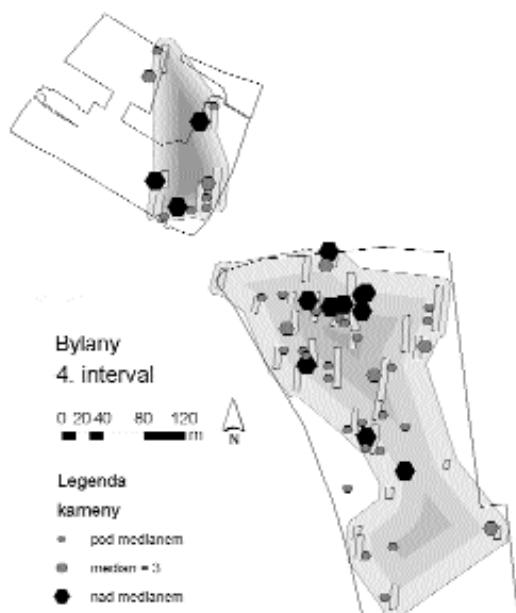 Bylany
4. interval
0 20 40 80 120
m
N
Legenda
kameny
pod medianem
median = 3
nad medianem